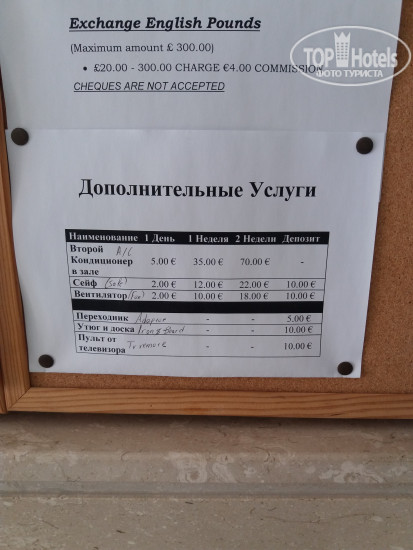 Exchange English Pounds
(Maximum amount £ 300.00)
• £20.00 - 300.00 CHARGE €4.00 COMMISSION
CHEQUES ARE NOT ACCEPTED
TOP Hotels
ФОТО ТУРИСТА
Дополнительные Услуги
Наименование 1 День 1 Неделя 2 Недели Депозит
Второй A/C
Кондиционер 5.00 € 35.00 € 70.00 € -
в зале
Сейф (Safe) 2.00 € 12.00 € 22.00 € 10.00 €
Вентилятор (Fan) 2.00 € 10.00 € 18.00 € 10.00 €
Переходник Adaptor - - 5.00 €
Утюг и доска Iron & Board - - 10.00 €
Пульт от
телевизора Tv remote - - 10.00 €